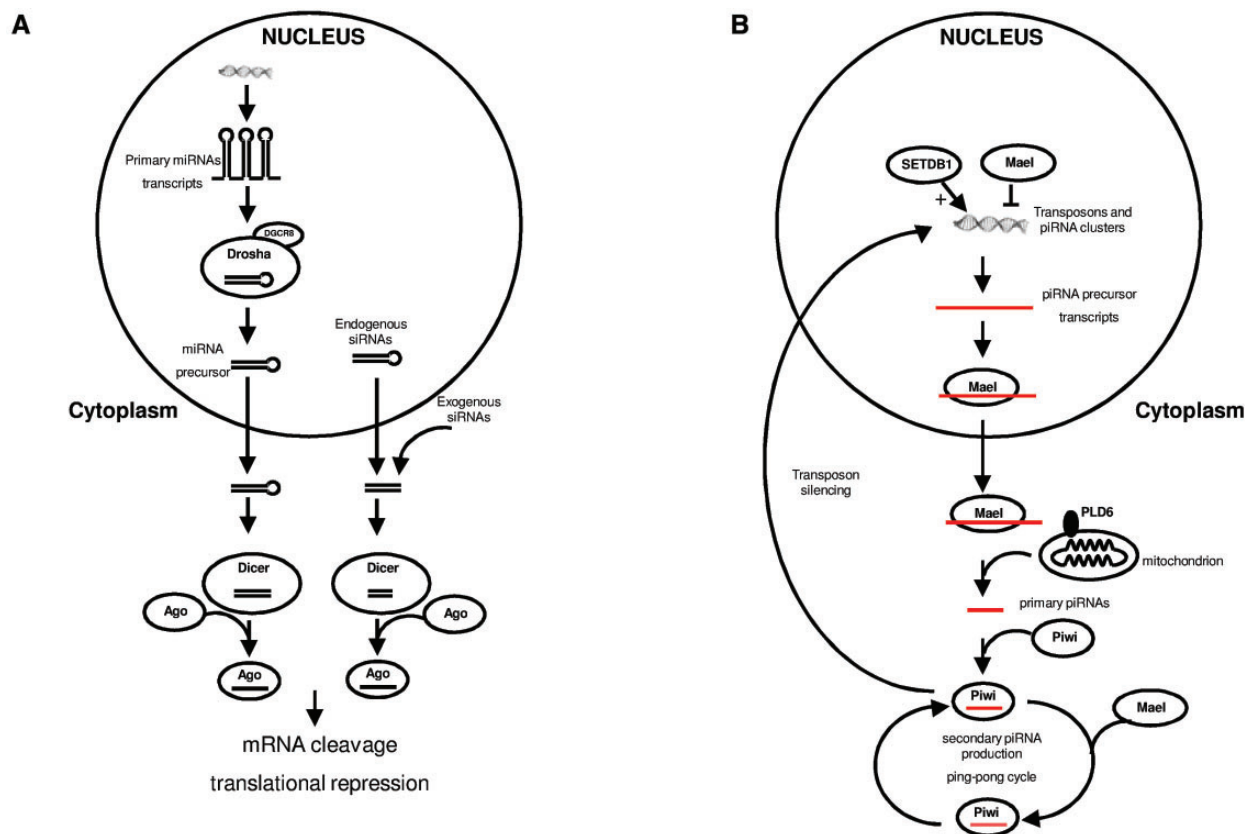 A
NUCLEUS
Primary miRNAs
transcripts
DGCR8
Drosha
miRNA
precursor
Endogenous
siRNAs
Cytoplasm
Exogenous
siRNAs
Dicer
Dicer
Ago
Ago
Ago
Ago
mRNA cleavage
translational repression
B
NUCLEUS
SETDB1
Mael
+
Transposons and
piRNA clusters
piRNA precursor
transcripts
Mael
Cytoplasm
Transposon
silencing
Mael
PLD6
mitochondrion
primary piRNAs
Piwi
Piwi
Mael
secondary piRNA
production
ping-pong cycle
Piwi